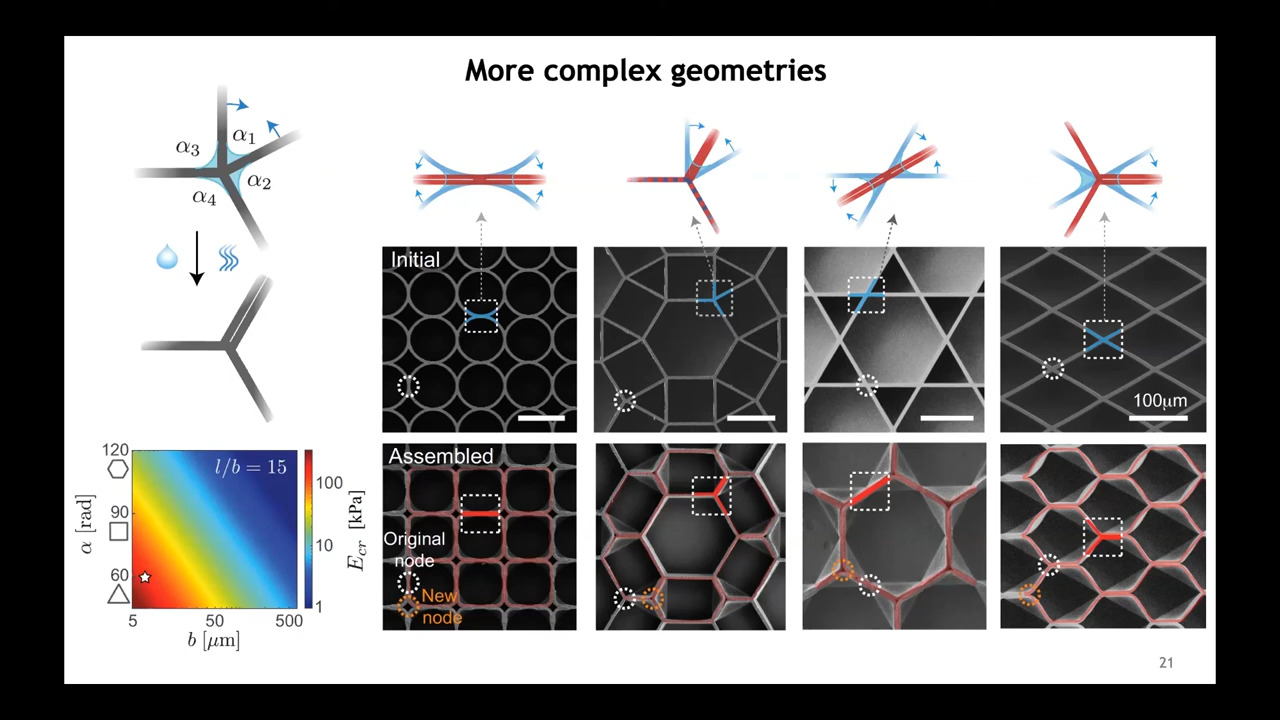 More complex geometries
α₁
α₃
α₂
α₄
Initial
100μm
Assembled
Original
node
New
node
l/b = 15
120
90
60
α [rad]
5
50
500
b [μm]
100
10
1
E_cr [kPa]
21